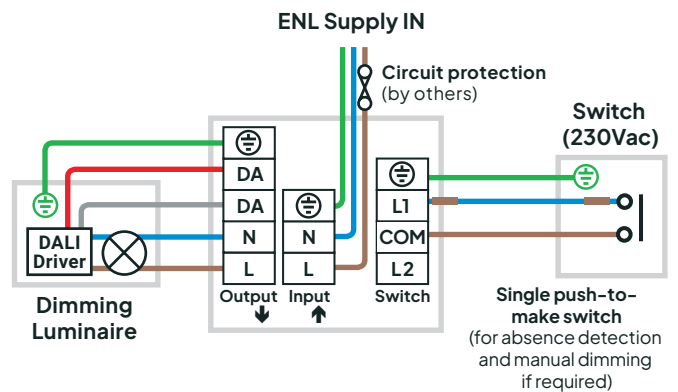 ENL Supply IN
Circuit protection
(by others)
Switch
(230Vac)
DA
DA
N
L
Output
N
L
Input
L1
COM
L2
Switch
DALI
Driver
Dimming
Luminaire
Single push-to-
make switch
(for absence detection
and manual dimming
if required)